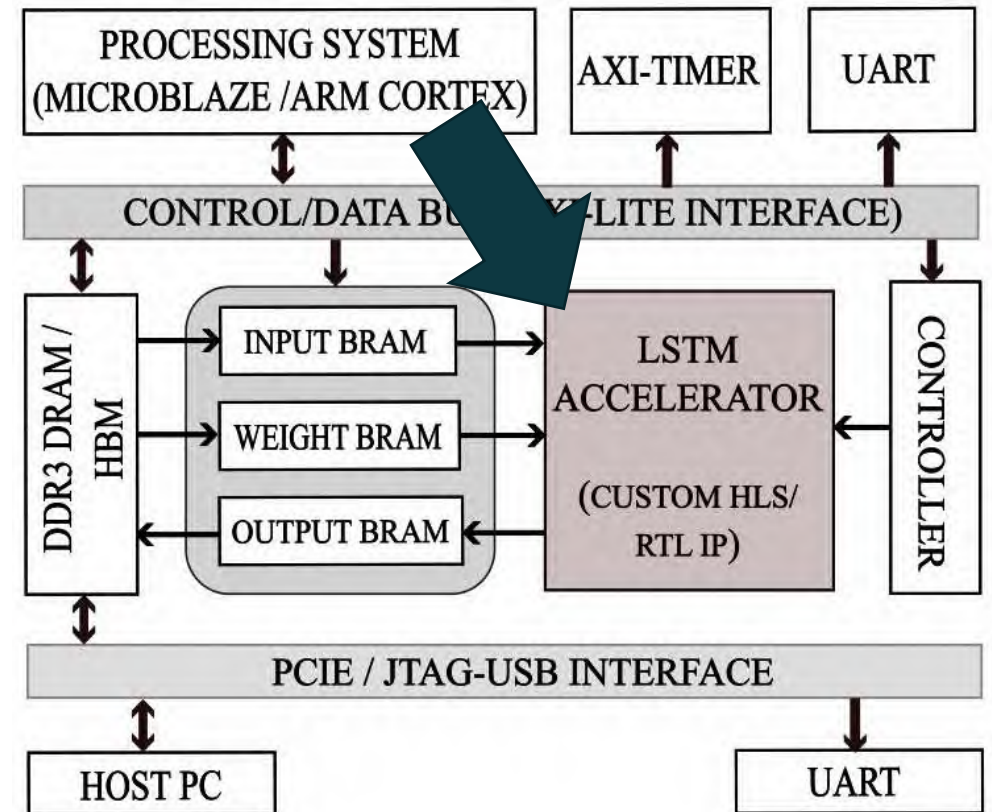 PROCESSING SYSTEM
(MICROBLAZE /ARM CORTEX)
AXI-TIMER
UART
CONTROL/DATA -LITE INTERFACE)
DDR3 DRAM /
HBM
INPUT BRAM
WEIGHT BRAM
OUTPUT BRAM
LSTM
ACCELERATOR
(CUSTOM HLS/
RTL IP)
CONTROLLER
PCIE / JTAG-USB INTERFACE
HOST PC
UART